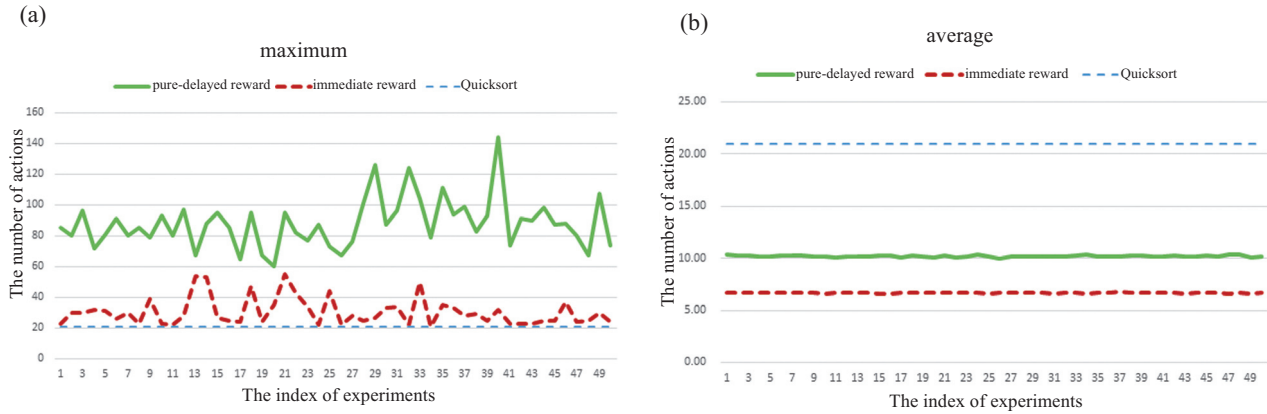 (a)
maximum
pure-delayed reward immediate reward Quicksort
The number of actions
160
140
120
100
80
60
40
20
0
1 3 5 7 9 11 13 15 17 19 21 23 25 27 29 31 33 35 37 39 41 43 45 47 49
The index of experiments
(b)
average
pure-delayed reward immediate reward Quicksort
The number of actions
25.00
20.00
15.00
10.00
5.00
0.00
1 3 5 7 9 11 13 15 17 19 21 23 25 27 29 31 33 35 37 39 41 43 45 47 49
The index of experiments